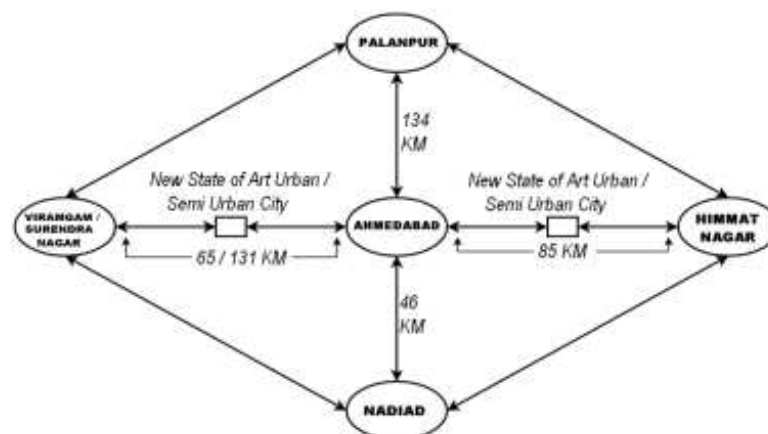 PALANPUR
134
KM
New State of Art Urban /
Semi Urban City
New State of Art Urban /
Semi Urban City
VIRANGAM /
SURENDRA
NAGAR
AHMEDABAD
HIMMAT
NAGAR
65 / 131 KM
85 KM
46
KM
NADIAD